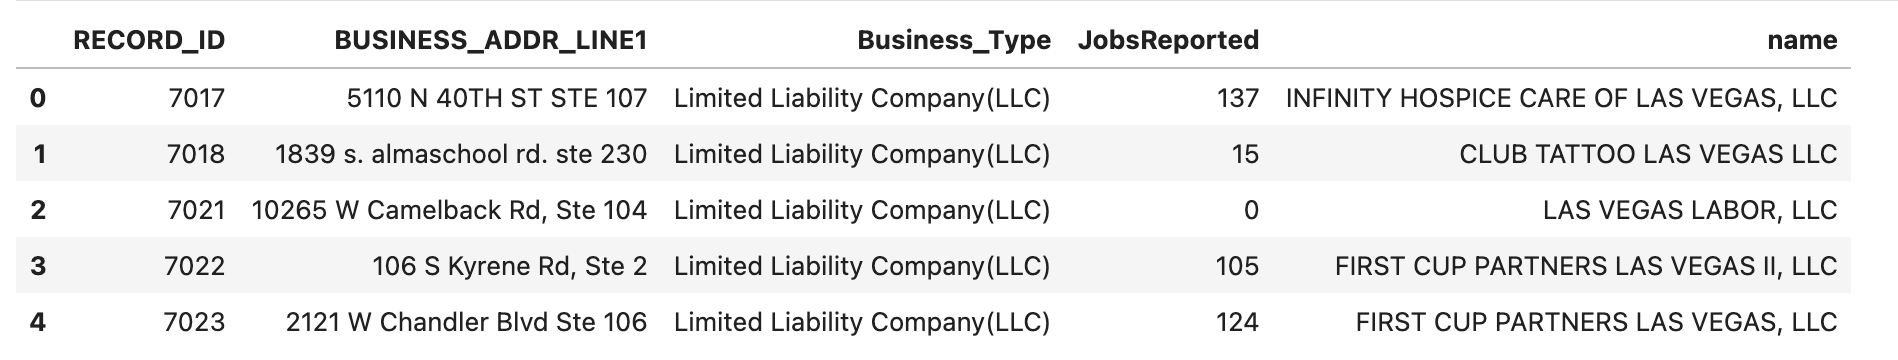 RECORD_ID BUSINESS_ADDR_LINE1 Business_Type JobsReported name
0 7017 5110 N 40TH ST STE 107 Limited Liability Company(LLC) 137 INFINITY HOSPICE CARE OF LAS VEGAS, LLC
1 7018 1839 s. almaschool rd. ste 230 Limited Liability Company(LLC) 15 CLUB TATTOO LAS VEGAS LLC
2 7021 10265 W Camelback Rd, Ste 104 Limited Liability Company(LLC) 0 LAS VEGAS LABOR, LLC
3 7022 106 S Kyrene Rd, Ste 2 Limited Liability Company(LLC) 105 FIRST CUP PARTNERS LAS VEGAS II, LLC
4 7023 2121 W Chandler Blvd Ste 106 Limited Liability Company(LLC) 124 FIRST CUP PARTNERS LAS VEGAS, LLC